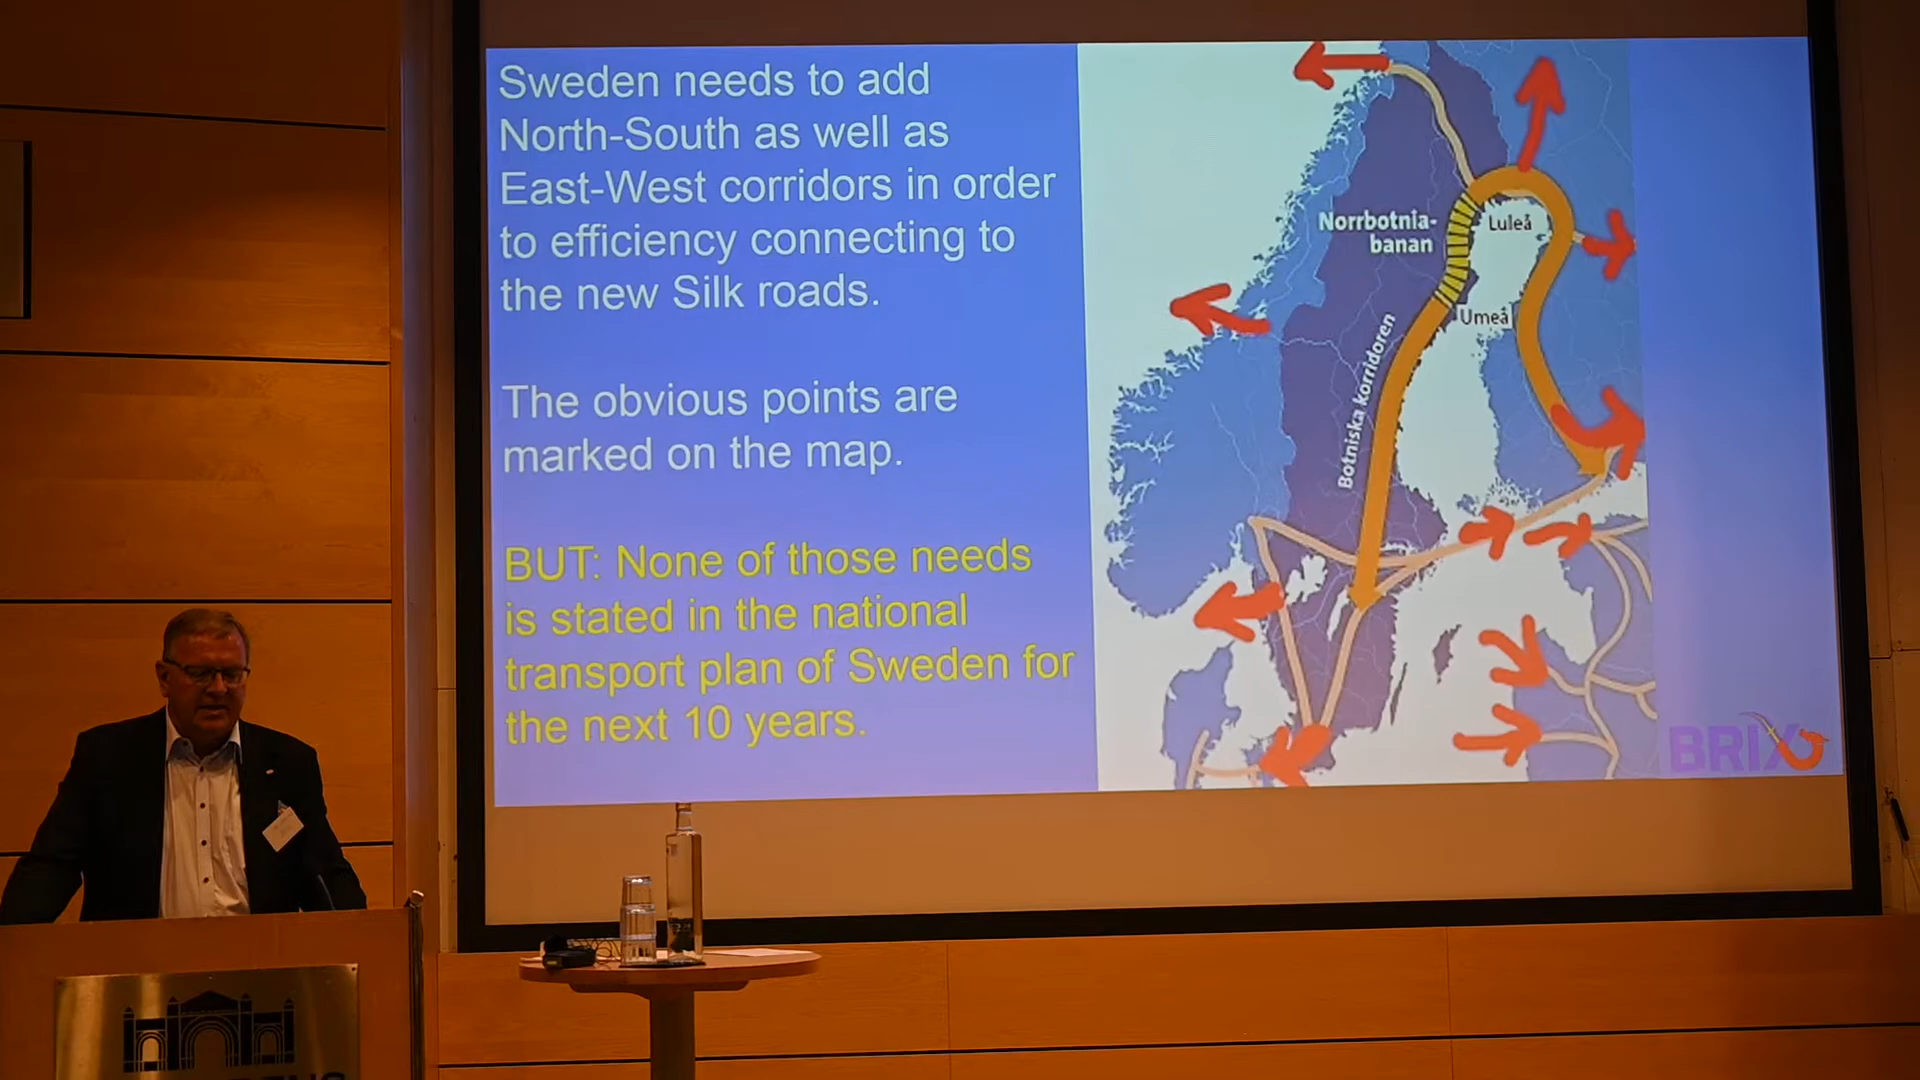 Sweden needs to add
North-South as well as
East-West corridors in order
to efficiency connecting to
the new Silk roads.
The obvious points are
marked on the map.
BUT: None of those needs
is stated in the national
transport plan of Sweden for
the next 10 years.
Norrbotnia-
banan
Luleå
Umeå
Botniska korridoren
BRIX